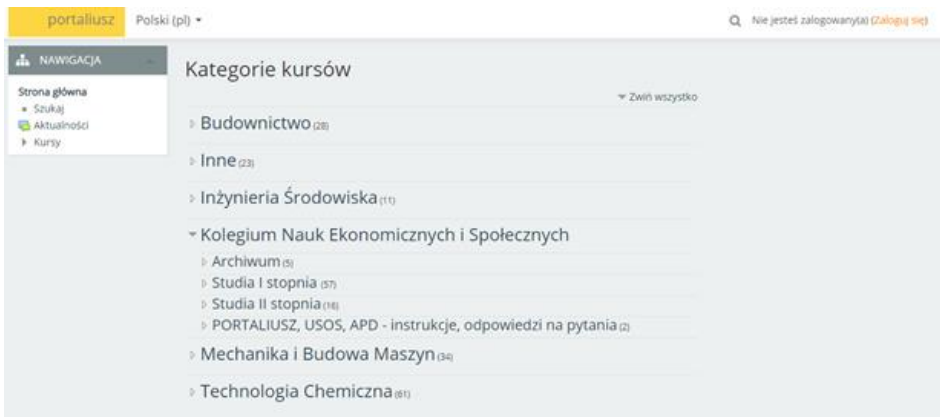 portaliusz Polski (pl) Nie jesteś zalogowany(a) (Zaloguj się)
NAWIGACJA
Strona główna
Szukaj
Aktualności
Kursy
Kategorie kursów
Zwiń wszystko
Budownictwo (28)
Inne (23)
Inżynieria Środowiska (11)
Kolegium Nauk Ekonomicznych i Społecznych
Archiwum (5)
Studia I stopnia (57)
Studia II stopnia (16)
PORTALIUSZ, USOS, APD - instrukcje, odpowiedzi na pytania (2)
Mechanika i Budowa Maszyn (34)
Technologia Chemiczna (61)